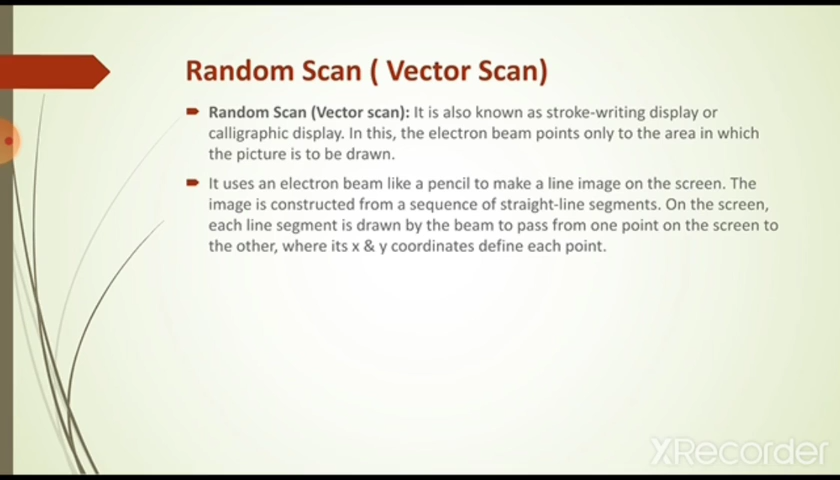 Random Scan ( Vector Scan)
Random Scan (Vector scan): It is also known as stroke-writing display or
calligraphic display. In this, the electron beam points only to the area in which
the picture is to be drawn.
It uses an electron beam like a pencil to make a line image on the screen. The
image is constructed from a sequence of straight-line segments. On the screen,
each line segment is drawn by the beam to pass from one point on the screen to
the other, where its x & y coordinates define each point.
XRecorder